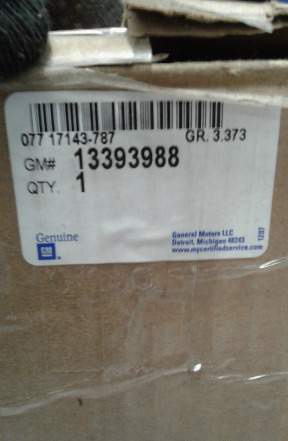 077 17143-787 GR. 3.373
GM# 13393988
QTY. 1
Genuine
GM
General Motors LLC
Detroit, Michigan 48243
www.mycertifiedservice.com
1207